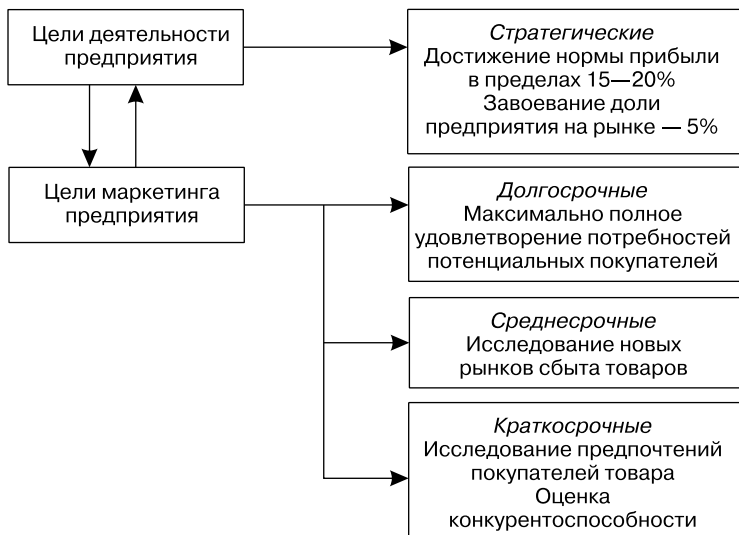 Цели деятельности
предприятия
Стратегические
Достижение нормы прибыли
в пределах 15—20%
Завоевание доли
предприятия на рынке — 5%
Цели маркетинга
предприятия
Долгосрочные
Максимально полное
удовлетворение потребностей
потенциальных покупателей
Среднесрочные
Исследование новых
рынков сбыта товаров
Краткосрочные
Исследование предпочтений
покупателей товара
Оценка
конкурентоспособности